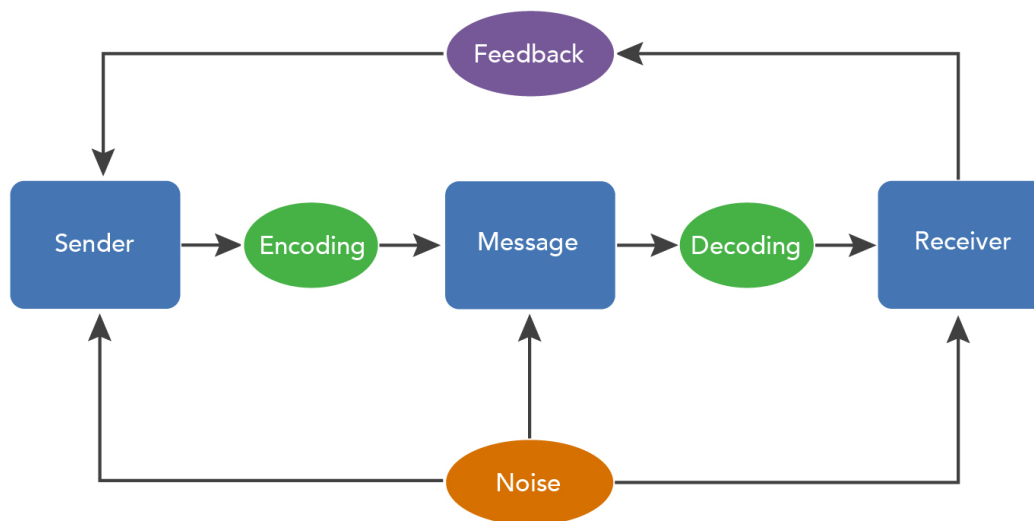 Feedback
Sender
Encoding
Message
Decoding
Receiver
Noise